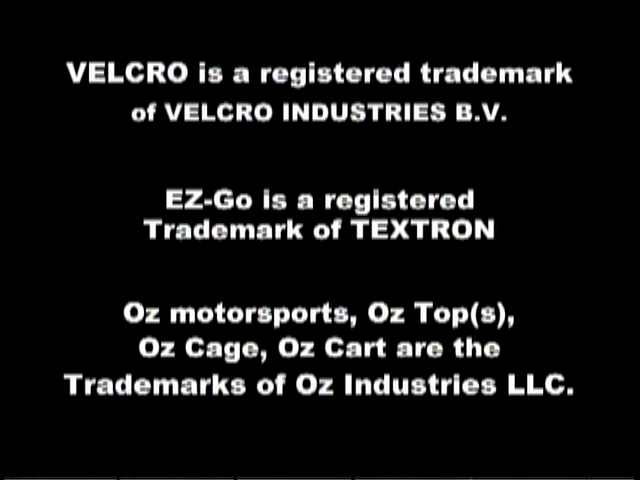 VELCRO is a registered trademark
of VELCRO INDUSTRIES B.V.
EZ-Go is a registered
Trademark of TEXTRON
Oz motorsports, Oz Top(s),
Oz Cage, Oz Cart are the
Trademarks of Oz Industries LLC.